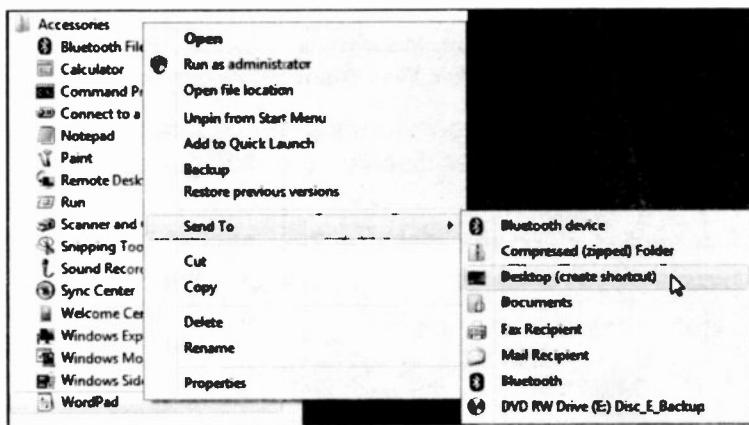 Accessories
Bluetooth File
Calculator
Command Pr
Connect to a
Notepad
Paint
Remote Desk
Run
Scanner and
Snipping Too
Sound Record
Sync Center
Welcome Cen
Windows Exp
Windows Mo
Windows Side
WordPad
Open
Run as administrator
Open file location
Unpin from Start Menu
Add to Quick Launch
Backup
Restore previous versions
Send To
Cut
Copy
Delete
Rename
Properties
Bluetooth device
Compressed (zipped) Folder
Desktop (create shortcut)
Documents
Fax Recipient
Mail Recipient
Bluetooth
DVD RW Drive (E:) Disc_E_Backup